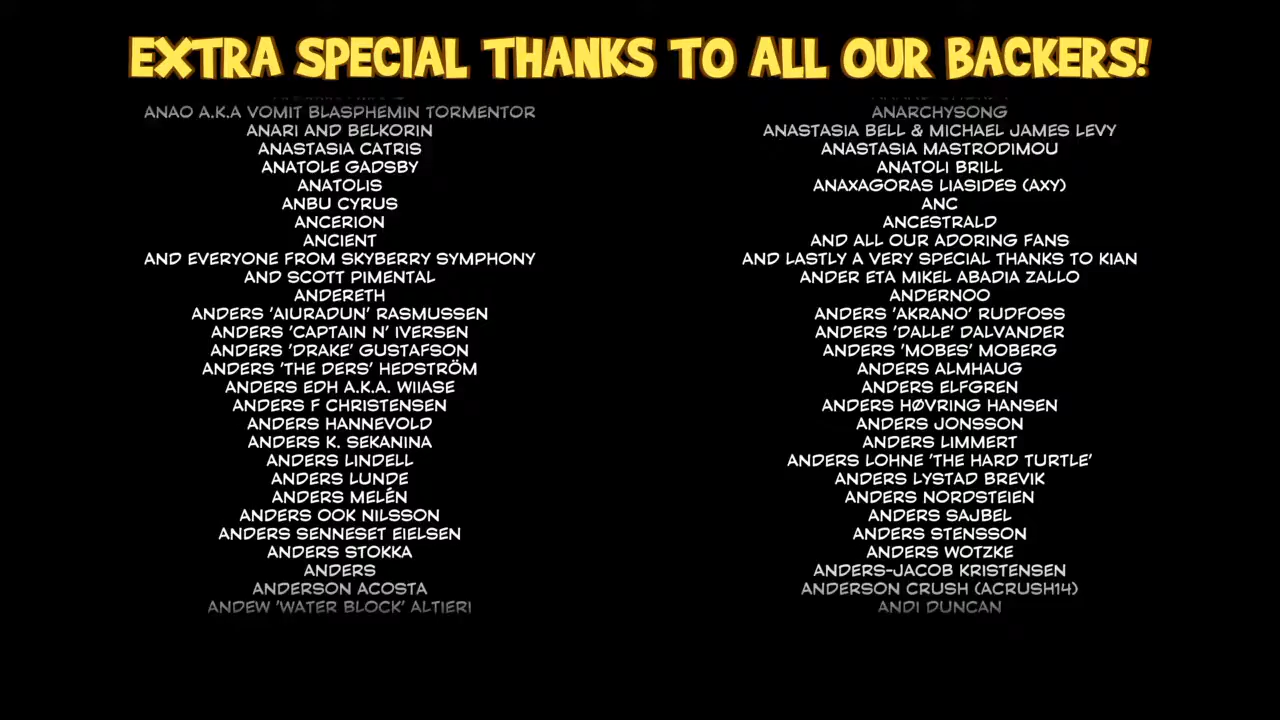 EXTRA SPECIAL THANKS TO ALL OUR BACKERS!
ANAO A.K.A VOMIT BLASPHEMIN TORMENTOR
ANARCHYSONG
ANARI AND BELKORIN
ANASTASIA BELL & MICHAEL JAMES LEVY
ANASTASIA CATRIS
ANASTASIA MASTRODIMOU
ANATOLE GADSBY
ANATOLI BRILL
ANATOLIS
ANAXAGORAS LIASIDES (AXY)
ANBU CYRUS
ANC
ANCERION
ANCESTRALD
ANCIENT
AND ALL OUR ADORING FANS
AND EVERYONE FROM SKYBERRY SYMPHONY
AND LASTLY A VERY SPECIAL THANKS TO KIAN
AND SCOTT PIMENTAL
ANDER ETA MIKEL ABADIA ZALLO
ANDERETH
ANDERNOO
ANDERS 'AIURADUN' RASMUSSEN
ANDERS 'AKRANO' RUDFOSS
ANDERS 'CAPTAIN N' IVERSEN
ANDERS 'DALLE' DALVANDER
ANDERS 'DRAKE' GUSTAFSON
ANDERS 'MOBES' MOBERG
ANDERS 'THE DERS' HEDSTRÖM
ANDERS ALMHAUG
ANDERS EDH A.K.A. WIIASE
ANDERS ELFGREN
ANDERS F CHRISTENSEN
ANDERS HØVRING HANSEN
ANDERS HANNEVOLD
ANDERS JONSSON
ANDERS K. SEKANINA
ANDERS LIMMERT
ANDERS LINDELL
ANDERS LOHNE 'THE HARD TURTLE'
ANDERS LUNDE
ANDERS LYSTAD BREVIK
ANDERS MELÉN
ANDERS NORDSTEIEN
ANDERS OOK NILSSON
ANDERS SAJBEL
ANDERS SENNESET EIELSEN
ANDERS STENSSON
ANDERS STOKKA
ANDERS WOTZKE
ANDERS
ANDERS-JACOB KRISTENSEN
ANDERSON ACOSTA
ANDERSON CRUSH (ACRUSH14)
ANDEW 'WATER BLOCK' ALTIERI
ANDI DUNCAN